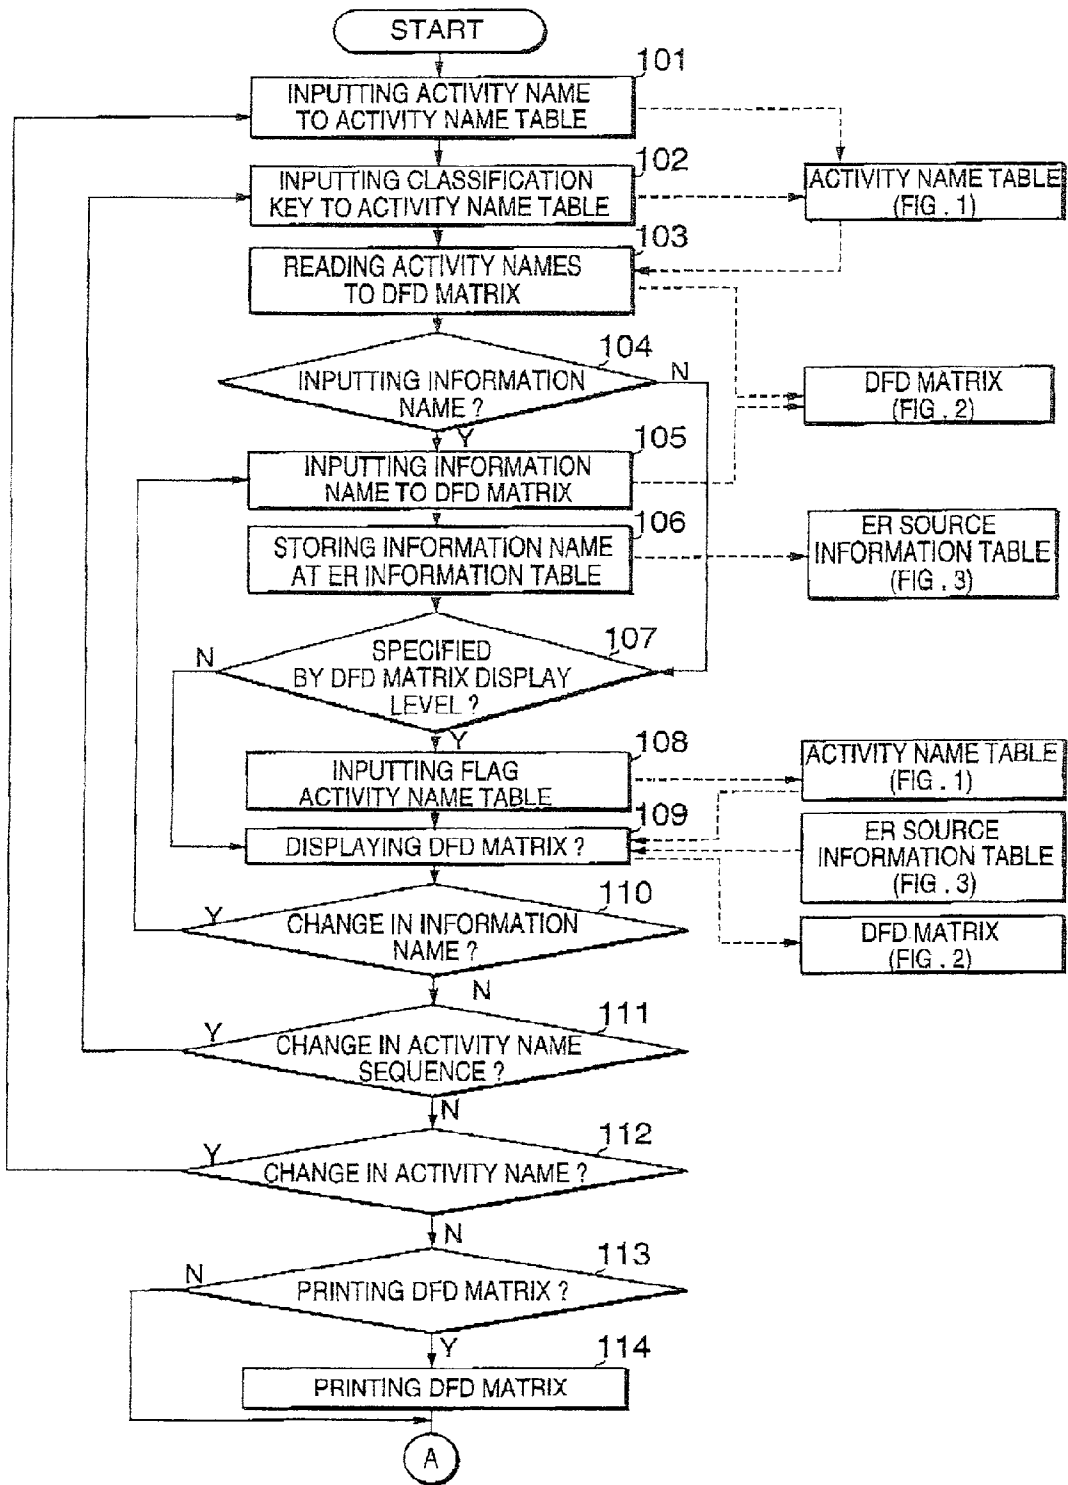 START
101
INPUTTING ACTIVITY NAME
TO ACTIVITY NAME TABLE
102
INPUTTING CLASSIFICATION
KEY TO ACTIVITY NAME TABLE
ACTIVITY NAME TABLE
(FIG . 1)
103
READING ACTIVITY NAMES
TO DFD MATRIX
104
INPUTTING INFORMATION
NAME ?
N
Y
DFD MATRIX
(FIG . 2)
105
INPUTTING INFORMATION
NAME TO DFD MATRIX
106
STORING INFORMATION NAME
AT ER INFORMATION TABLE
ER SOURCE
INFORMATION TABLE
(FIG . 3)
107
N
SPECIFIED
BY DFD MATRIX DISPLAY
LEVEL ?
Y
108
INPUTTING FLAG
ACTIVITY NAME TABLE
ACTIVITY NAME TABLE
(FIG . 1)
109
DISPLAYING DFD MATRIX ?
ER SOURCE
INFORMATION TABLE
(FIG . 3)
110
Y
CHANGE IN INFORMATION
NAME ?
DFD MATRIX
(FIG . 2)
N
111
Y
CHANGE IN ACTIVITY NAME
SEQUENCE ?
N
112
Y
CHANGE IN ACTIVITY NAME ?
N
113
N
PRINTING DFD MATRIX ?
Y
114
PRINTING DFD MATRIX
A